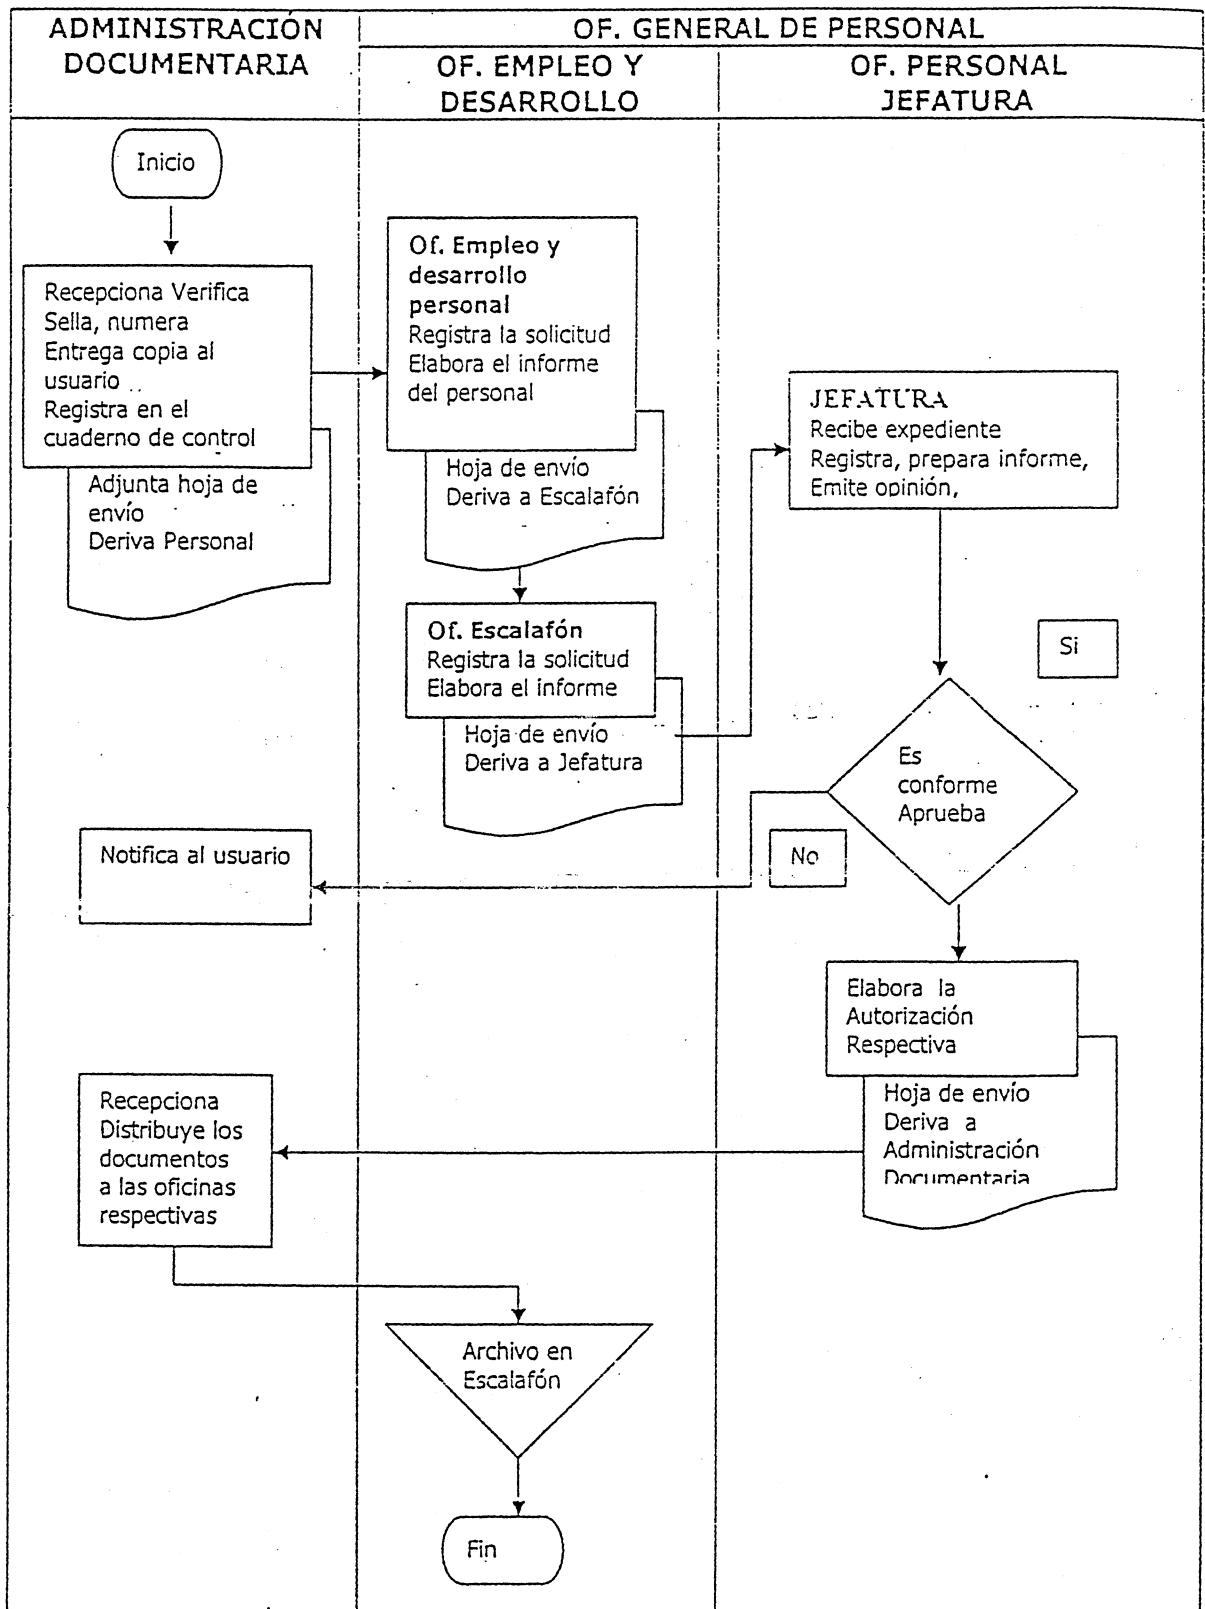 ADMINISTRACIÓN
DOCUMENTARIA
OF. GENERAL DE PERSONAL
OF. EMPLEO Y
DESARROLLO
OF. PERSONAL
JEFATURA
Inicio
Recepciona Verifica
Sella, numera
Entrega copia al
usuario
Registra en el
cuaderno de control
Adjunta hoja de
envío
Deriva Personal
Of. Empleo y
desarrollo
personal
Registra la solicitud
Elabora el informe
del personal
Hoja de envío
Deriva a Escalafón
Of. Escalafón
Registra la solicitud
Elabora el informe
Hoja de envío
Deriva a Jefatura
JEFATURA
Recibe expediente
Registra, prepara informe,
Emite opinión,
Si
Es
conforme
Aprueba
No
Notifica al usuario
Elabora la
Autorización
Respectiva
Hoja de envío
Deriva a
Administración
Documentaria
Recepciona
Distribuye los
documentos
a las oficinas
respectivas
Archivo en
Escalafón
Fin